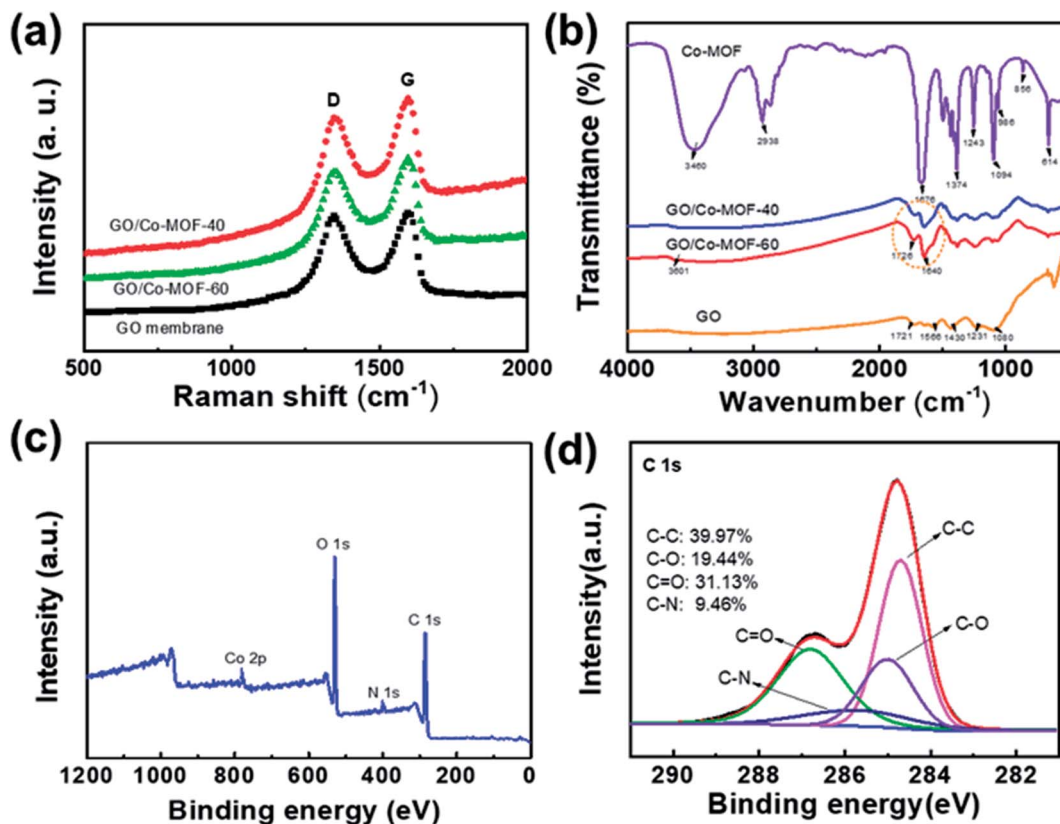 (a)
D
G
GO/Co-MOF-40
GO/Co-MOF-60
GO membrane
Intensity (a. u.)
500
1000
1500
2000
Raman shift (cm-1)
(b)
Co-MOF
3460
2938
1676
1374
1243
1094
986
856
614
GO/Co-MOF-40
GO/Co-MOF-60
3601
1726
1640
GO
1721
1566
1430
1231
1080
Transmittance (%)
4000
3000
2000
1000
Wavenumber (cm-1)
(c)
O 1s
C 1s
Co 2p
N 1s
Intensity (a.u.)
1200
1000
800
600
400
200
0
Binding energy (eV)
(d)
C 1s
C-C: 39.97%
C-O: 19.44%
C=O: 31.13%
C-N: 9.46%
C-C
C-O
C=O
C-N
Intensity(a.u.)
290
288
286
284
282
Binding energy(eV)